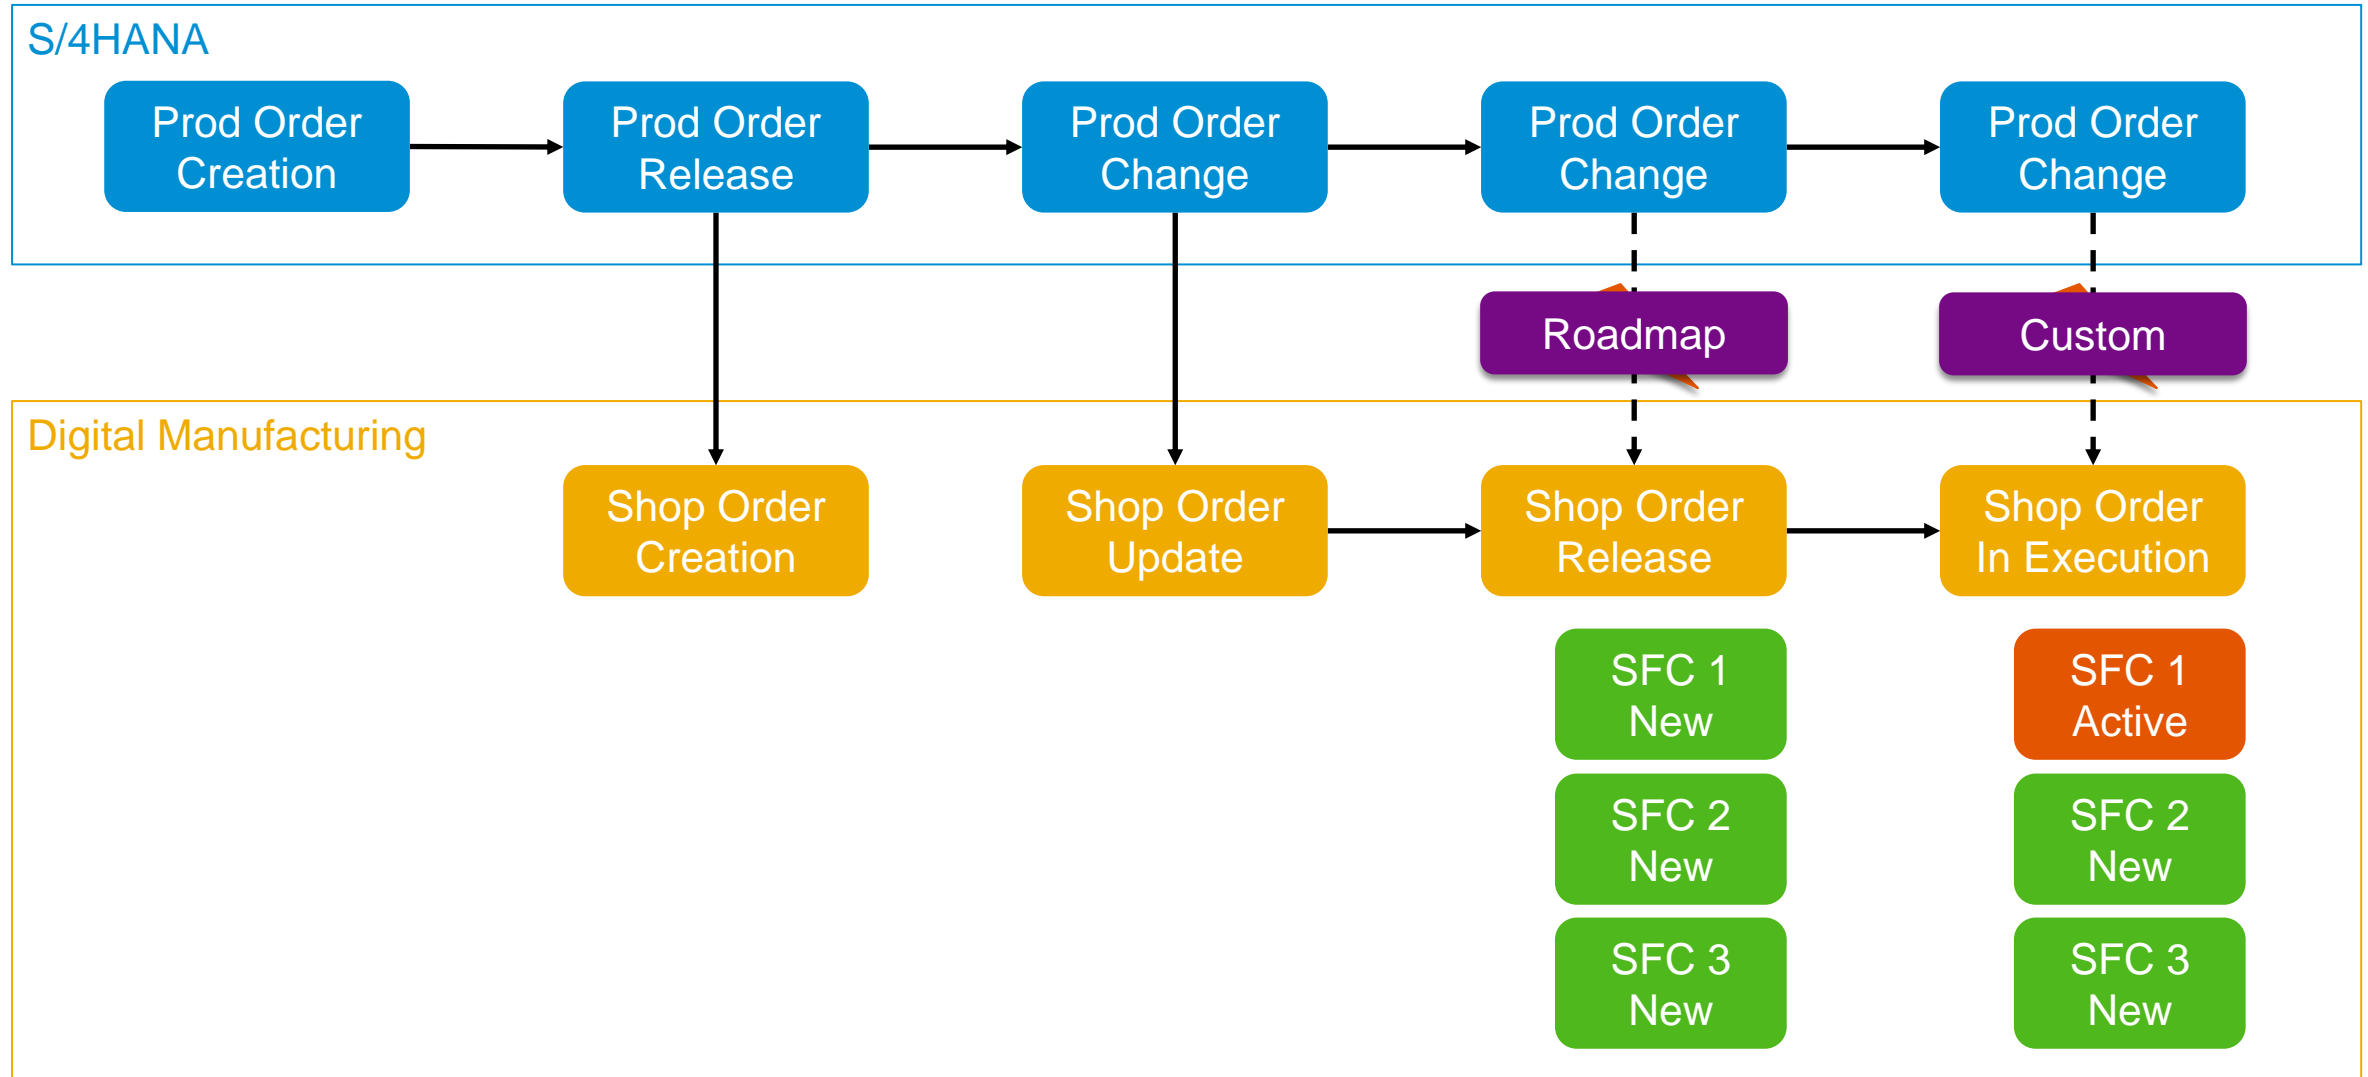 S/4HANA
Prod Order
Creation
Prod Order
Release
Prod Order
Change
Prod Order
Change
Prod Order
Change
Roadmap
Custom
Digital Manufacturing
Shop Order
Creation
Shop Order
Update
Shop Order
Release
Shop Order
In Execution
SFC 1
New
SFC 1
Active
SFC 2
New
SFC 2
New
SFC 3
New
SFC 3
New